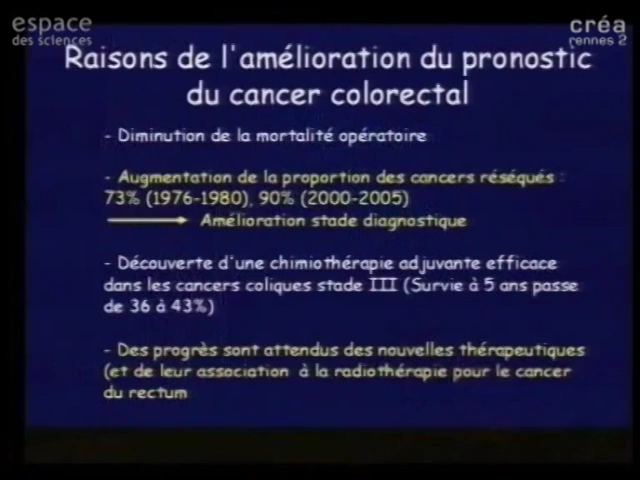 espace
des sciences
créa
rennes 2
Raisons de l'amélioration du pronostic
du cancer colorectal
- Diminution de la mortalité opératoire
- Augmentation de la proportion des cancers réséqués :
73% (1976-1980), 90% (2000-2005)
Amélioration stade diagnostique
- Découverte d'une chimiothérapie adjuvante efficace
dans les cancers coliques stade III (Survie à 5 ans passe
de 36 à 43%)
- Des progrès sont attendus des nouvelles thérapeutiques
(et de leur association à la radiothérapie pour le cancer
du rectum